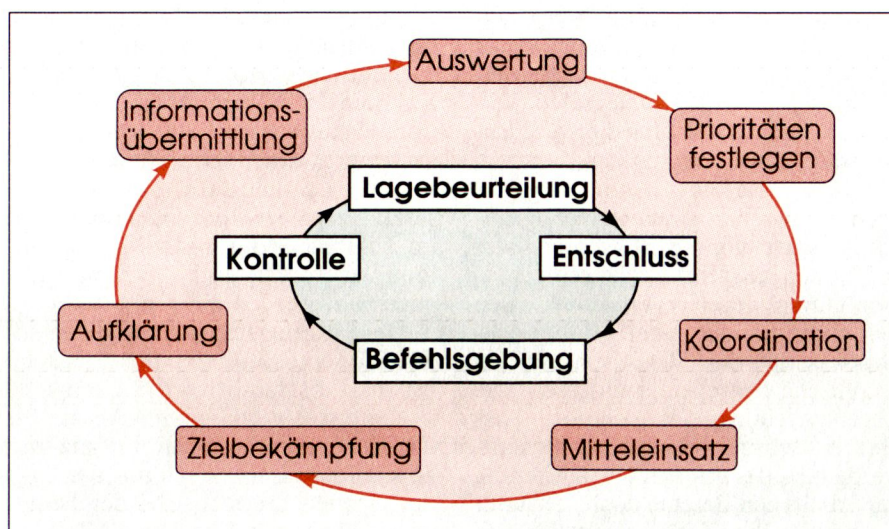 Auswertung
Informations-
übermittlung
Prioritäten
festlegen
Lagebeurteilung
Kontrolle
Entschluss
Aufklärung
Koordination
Befehlsgebung
Zielbekämpfung
Mitteleinsatz